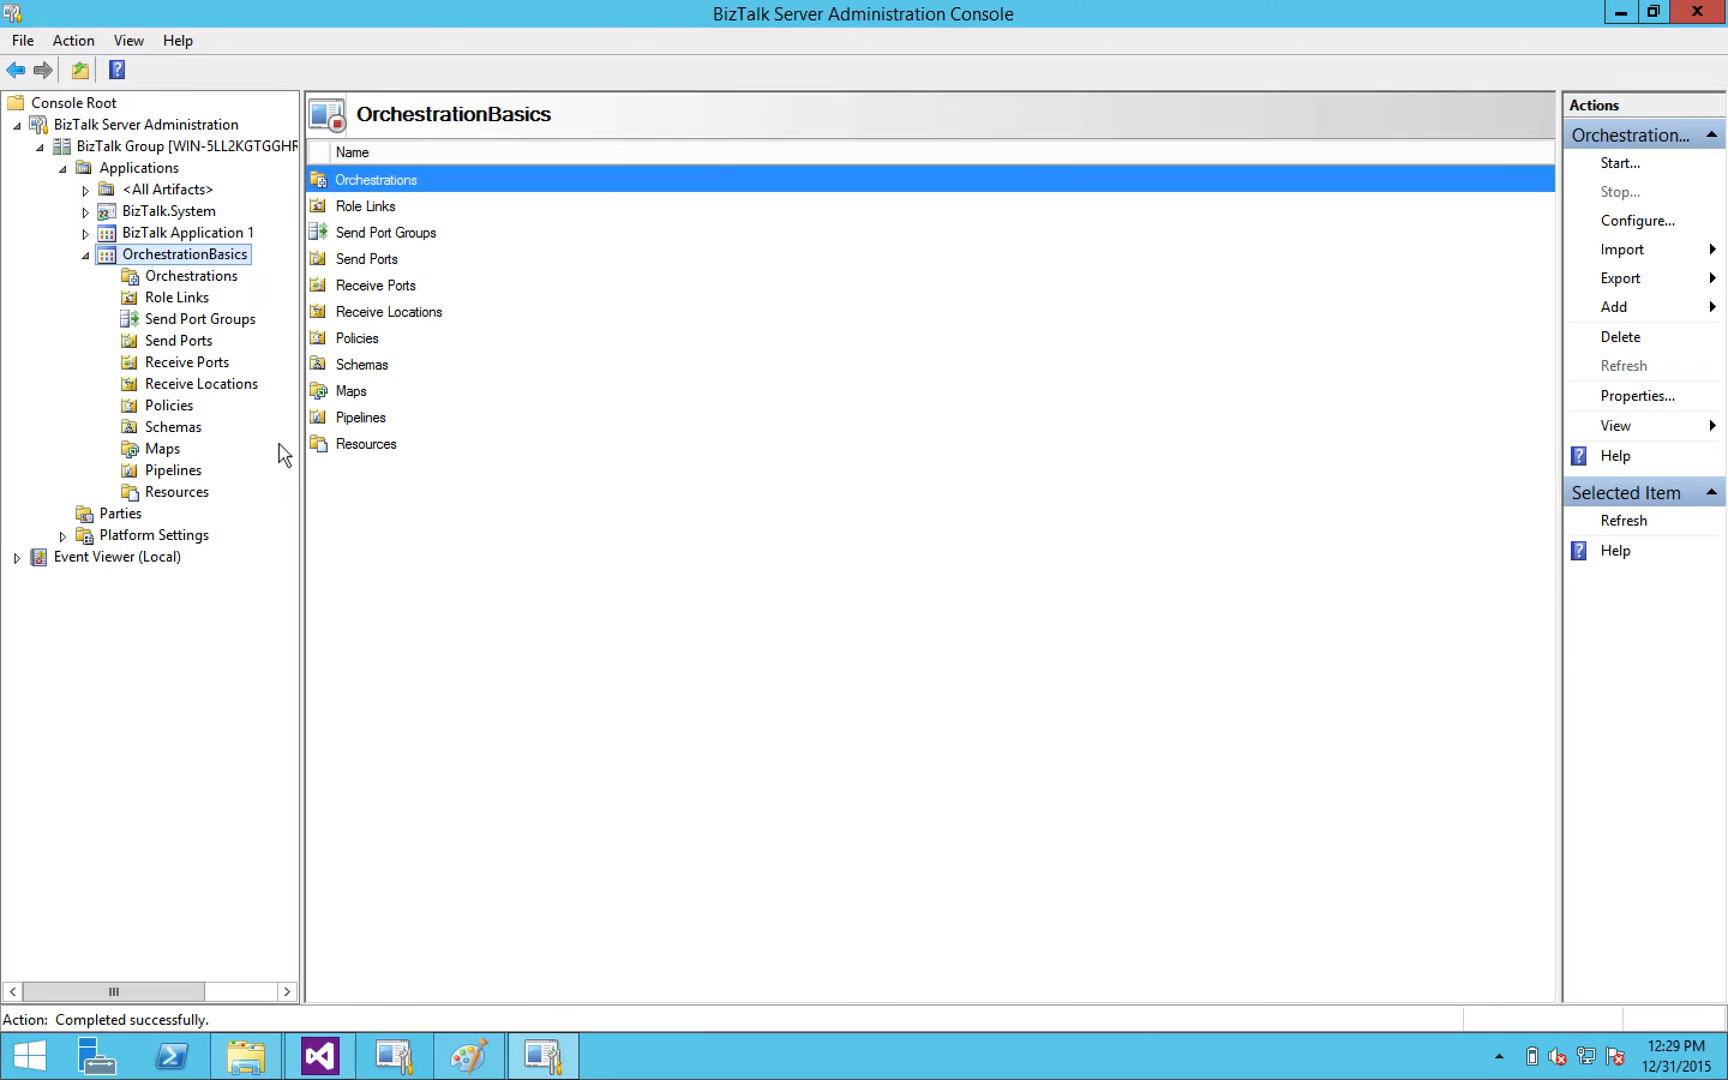 BizTalk Server Administration Console
File Action View Help
Console Root
BizTalk Server Administration
BizTalk Group [WIN-5LL2KGTGGHR
Applications
<All Artifacts>
BizTalk.System
BizTalk Application 1
OrchestrationBasics
Orchestrations
Role Links
Send Port Groups
Send Ports
Receive Ports
Receive Locations
Policies
Schemas
Maps
Pipelines
Resources
Parties
Platform Settings
Event Viewer (Local)
OrchestrationBasics
Name
Orchestrations
Role Links
Send Port Groups
Send Ports
Receive Ports
Receive Locations
Policies
Schemas
Maps
Pipelines
Resources
Actions
Orchestration...
Start...
Stop...
Configure...
Import
Export
Add
Delete
Refresh
Properties...
View
Help
Selected Item
Refresh
Help
Action: Completed successfully.
12:29 PM
12/31/2015